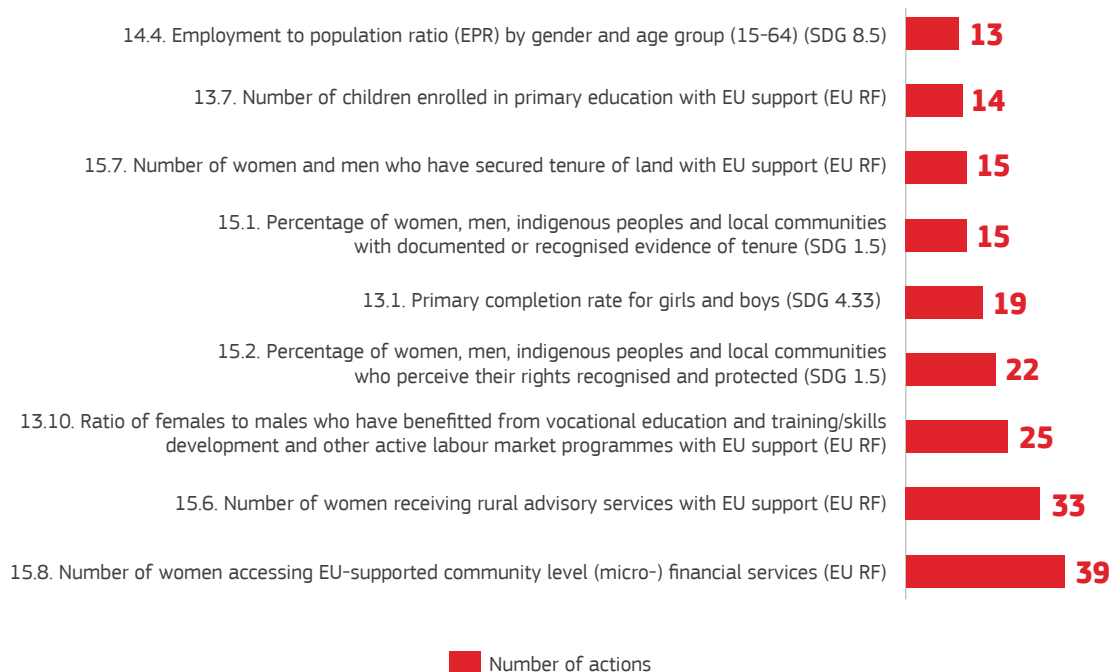 14.4. Employment to population ratio (EPR) by gender and age group (15-64) (SDG 8.5)
13
13.7. Number of children enrolled in primary education with EU support (EU RF)
14
15.7. Number of women and men who have secured tenure of land with EU support (EU RF)
15
15.1. Percentage of women, men, indigenous peoples and local communities
with documented or recognised evidence of tenure (SDG 1.5)
15
13.1. Primary completion rate for girls and boys (SDG 4.33)
19
15.2. Percentage of women, men, indigenous peoples and local communities
who perceive their rights recognised and protected (SDG 1.5)
22
13.10. Ratio of females to males who have benefitted from vocational education and training/skills
development and other active labour market programmes with EU support (EU RF)
25
15.6. Number of women receiving rural advisory services with EU support (EU RF)
33
15.8. Number of women accessing EU-supported community level (micro-) financial services (EU RF)
39
Number of actions